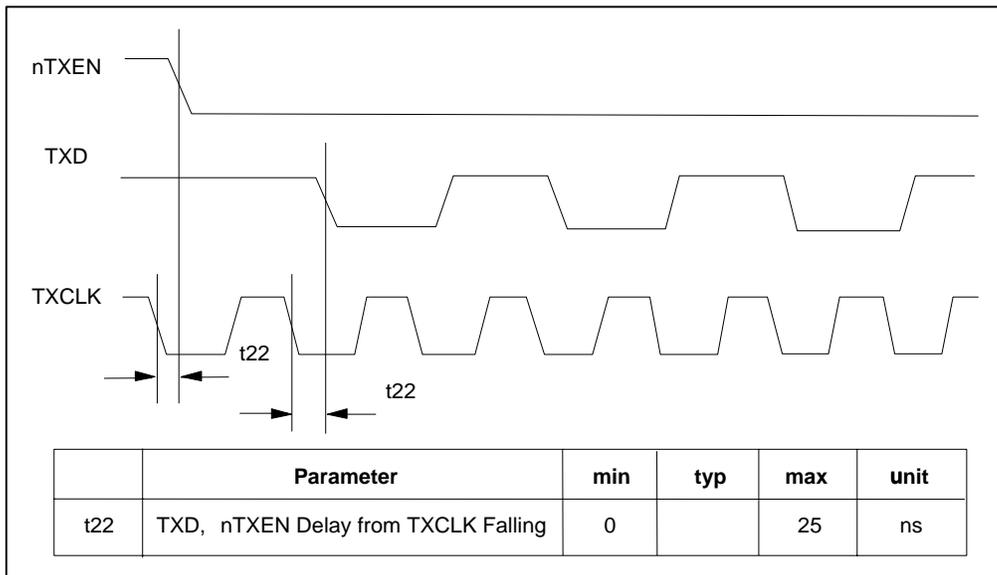 nTXEN
TXD
TXCLK
t22
t22
Parameter min typ max unit
t22 TXD, nTXEN Delay from TXCLK Falling 0 25 ns